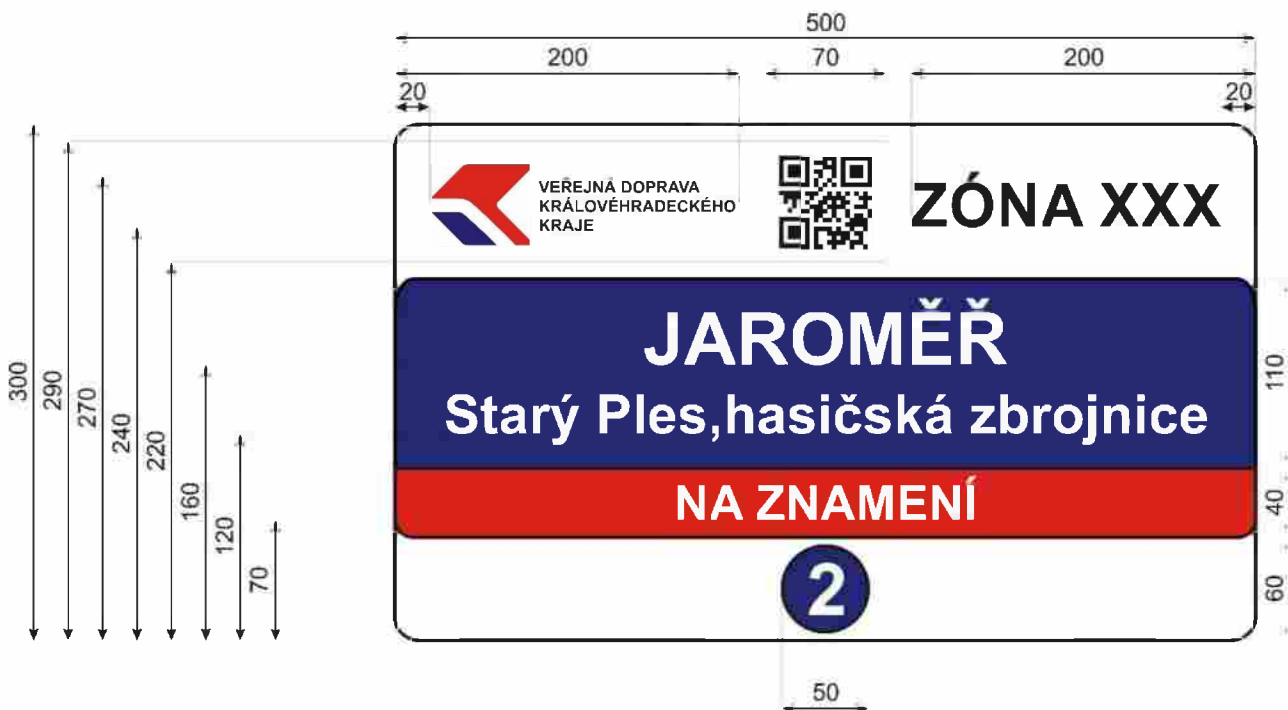 500
200
70
200
20
20
VEŘEJNÁ DOPRAVA
KRÁLOVÉHRADECKÉHO
KRAJE
ZÓNA XXX
JAROMĚŘ
Starý Ples,hasičská zbrojnice
NA ZNAMENÍ
2
300
290
270
240
220
160
120
70
110
40
60
50